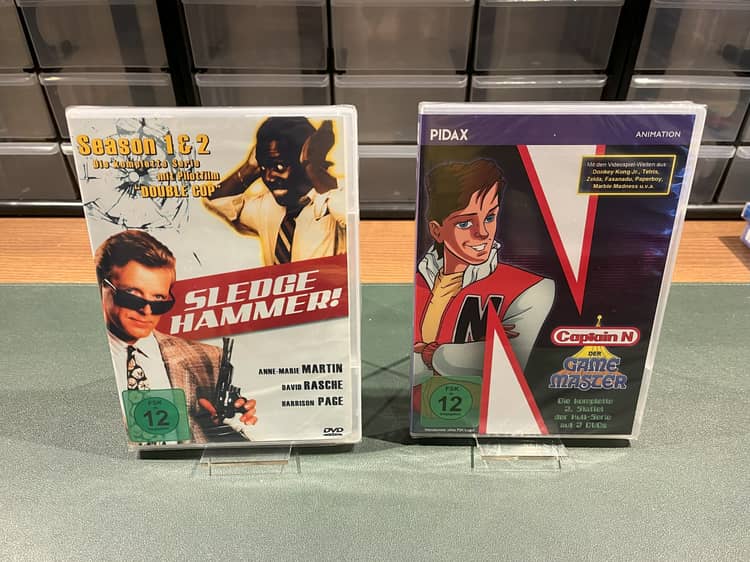 Season 1 & 2
Die komplette Serie
mit Pilotfilm
"DOUBLE COP"
SLEDGE
HAMMER!
ANNE-MARIE MARTIN
DAVID RASCHE
HARRISON PAGE
FSK
12
DVD
PIDAX
ANIMATION
Mit den Videospiel-Welten aus
Donkey Kong Jr., Tetris,
Zelda, Faxanadu, Paperboy,
Marble Madness u.v.a.
N
Captain N
DER
GAME
MASTER
Die komplette
2. Staffel
der Kult-Serie
auf 2 DVDs
FSK
12